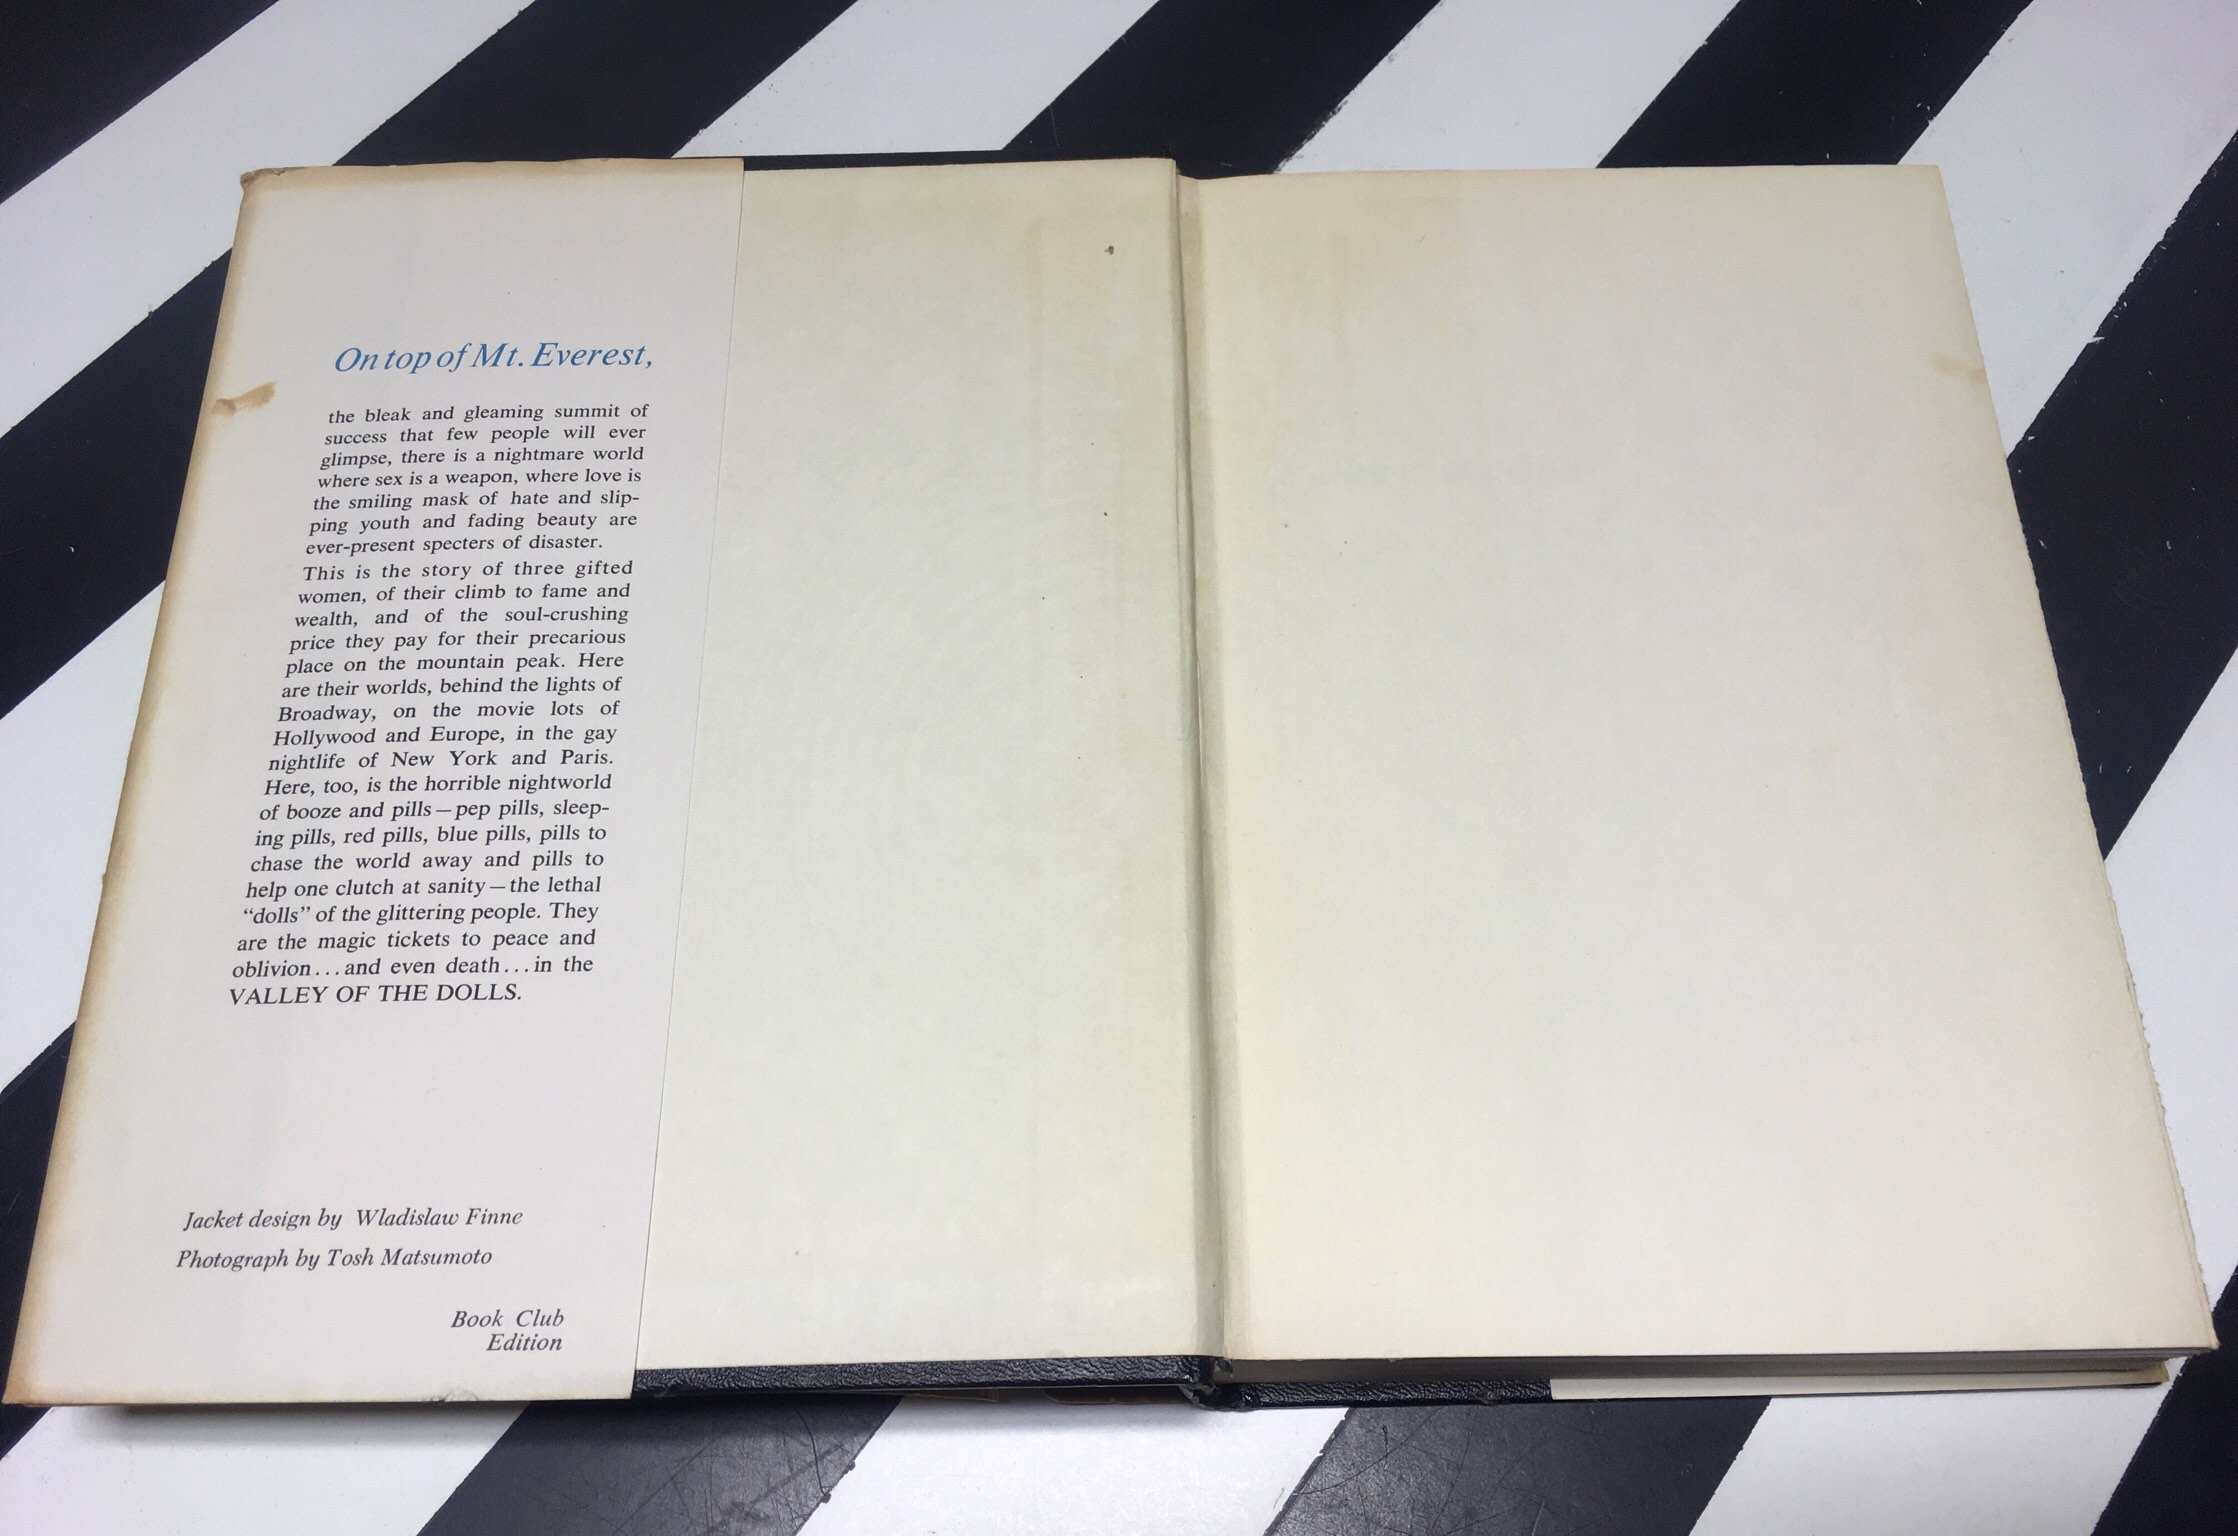 On top of Mt. Everest,
the bleak and gleaming summit of
success that few people will ever
glimpse, there is a nightmare world
where sex is a weapon, where love is
the smiling mask of hate and slip-
ping youth and fading beauty are
ever-present specters of disaster.
This is the story of three gifted
women, of their climb to fame and
wealth, and of the soul-crushing
price they pay for their precarious
place on the mountain peak. Here
are their worlds, behind the lights of
Broadway, on the movie lots of
Hollywood and Europe, in the gay
nightlife of New York and Paris.
Here, too, is the horrible nightworld
of booze and pills—pep pills, sleep-
ing pills, red pills, blue pills, pills to
chase the world away and pills to
help one clutch at sanity—the lethal
“dolls” of the glittering people. They
are the magic tickets to peace and
oblivion...and even death...in the
VALLEY OF THE DOLLS.
Jacket design by Wladislaw Finne
Photograph by Tosh Matsumoto
Book Club
Edition